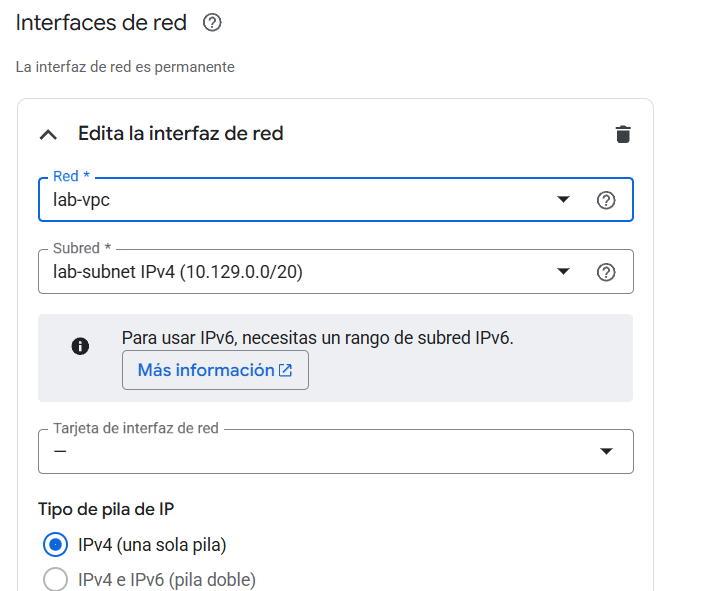 Interfaces de red
La interfaz de red es permanente
Edita la interfaz de red
Red *
lab-vpc
Subred *
lab-subnet IPv4 (10.129.0.0/20)
Para usar IPv6, necesitas un rango de subred IPv6.
Más información
Tarjeta de interfaz de red
—
Tipo de pila de IP
IPv4 (una sola pila)
IPv4 e IPv6 (pila doble)